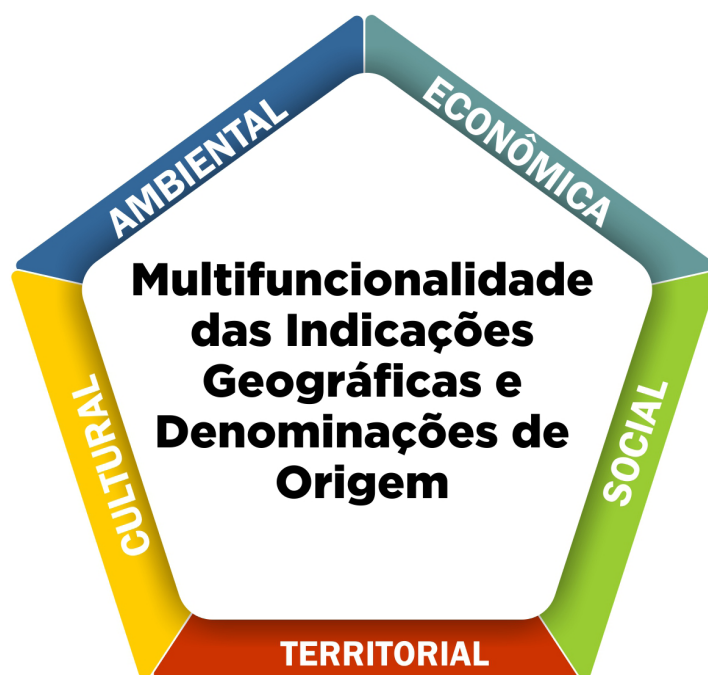 AMBIENTAL
ECONÔMICA
Multifuncionalidade
das Indicações
Geográficas e
Denominações de
Origem
CULTURAL
SOCIAL
TERRITORIAL